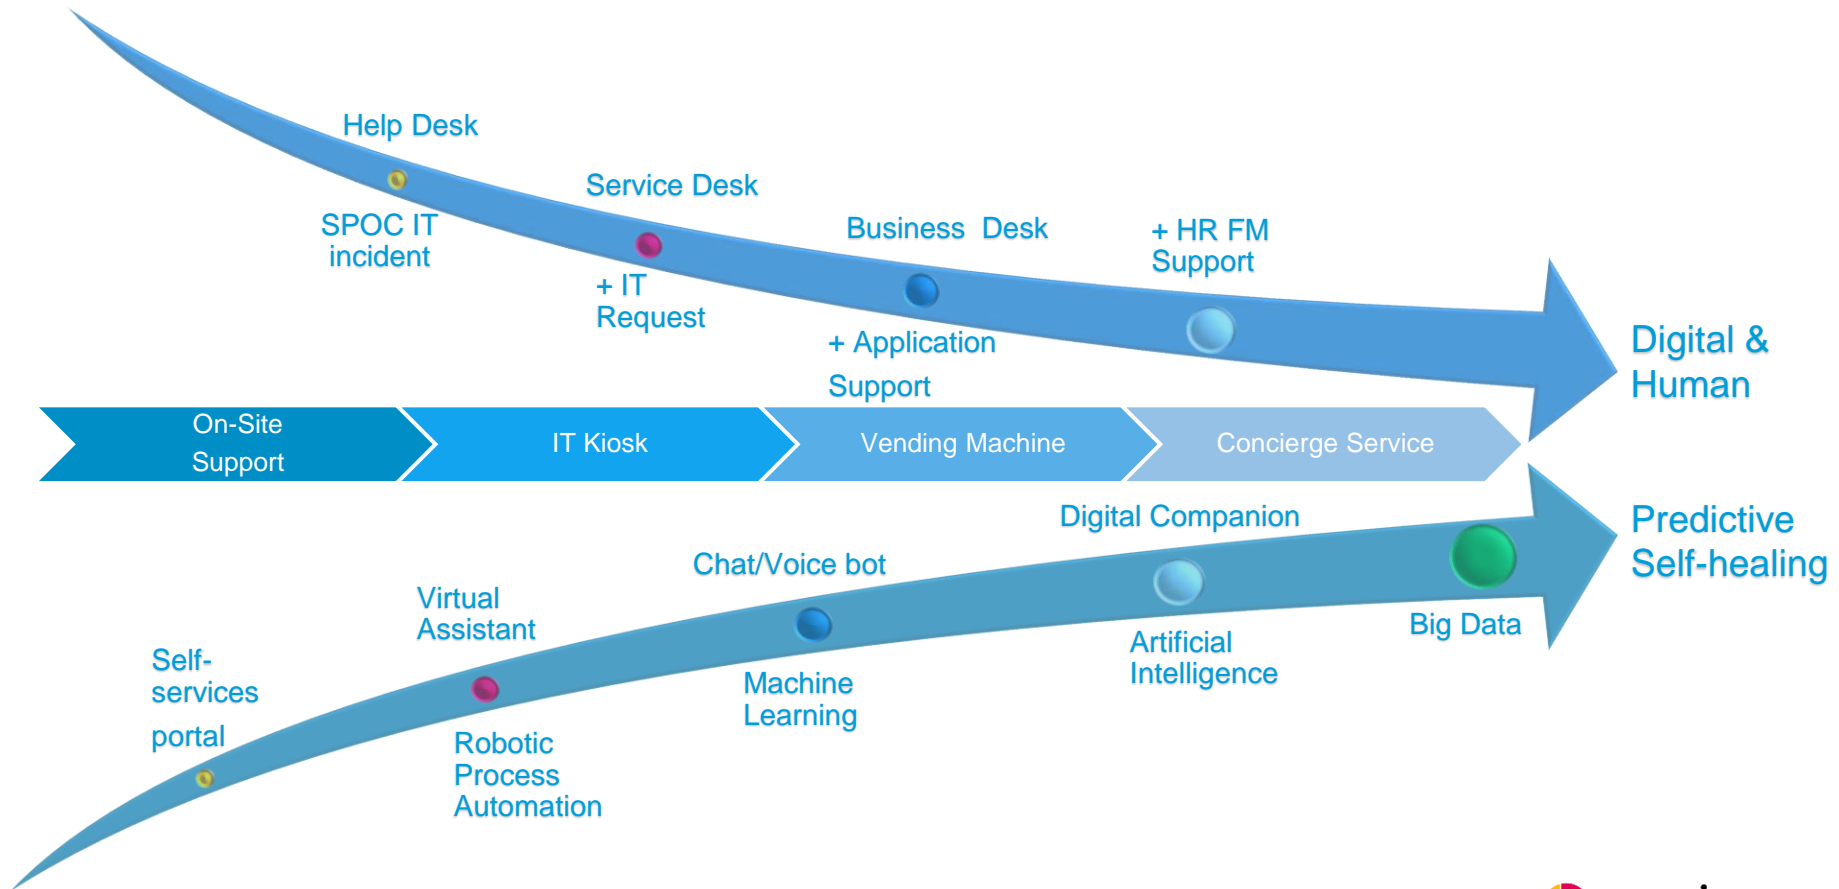 Help Desk
SPOC IT
incident
Service Desk
+ IT
Request
Business Desk
+ Application
Support
+ HR FM
Support
Digital &
Human
On-Site
Support
IT Kiosk
Vending Machine
Concierge Service
Predictive
Self-healing
Digital Companion
Chat/Voice bot
Virtual
Assistant
Self-
services
portal
Robotic
Process
Automation
Machine
Learning
Artificial
Intelligence
Big Data